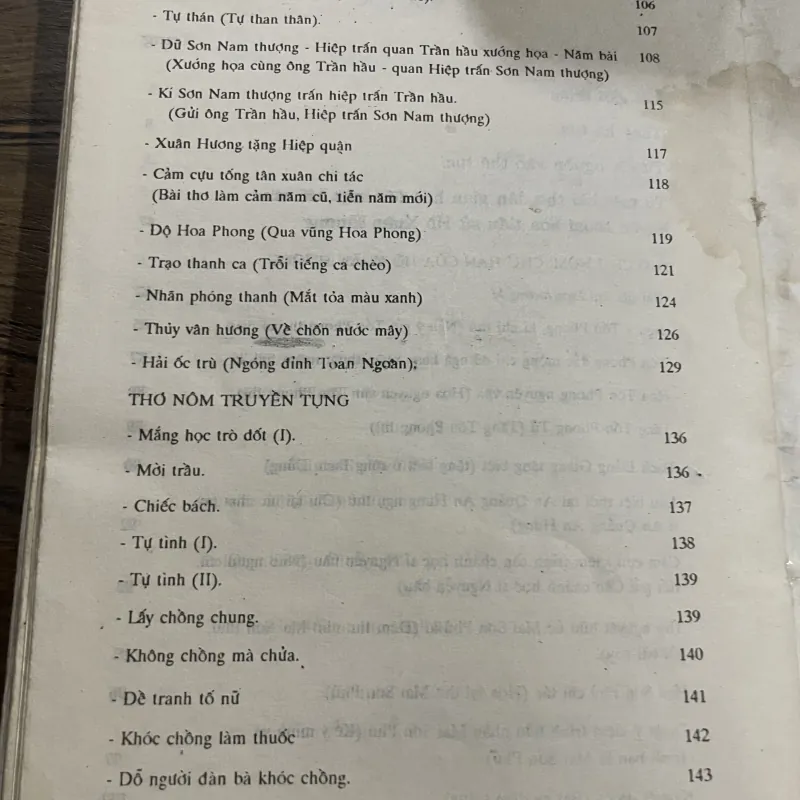 106
- Tự thán (Tự than thân).
107
- Dữ Sơn Nam thượng - Hiệp trấn quan Trần hầu xướng họa - Năm bài 108
(Xướng họa cùng ông Trần hầu - quan Hiệp trấn Sơn Nam thượng)
- Kí Sơn Nam thượng trấn hiệp trấn Trần hầu. 115
(Gửi ông Trần hầu, Hiệp trấn Sơn Nam thượng)
- Xuân Hương tặng Hiệp quận 117
- Cảm cựu tống tân xuân chi tác 118
(Bài thơ làm cảm năm cũ, tiễn năm mới)
- Độ Hoa Phong (Qua vũng Hoa Phong) 119
- Trạo thanh ca (Trỗi tiếng ca chèo) 121
- Nhãn phóng thanh (Mắt tỏa màu xanh) 124
- Thủy vân hương (Về chốn nước mây) 126
- Hải ốc trù (Ngóng đỉnh Toan Ngoan). 129
THƠ NÔM TRUYỀN TỤNG
- Mắng học trò dốt (I). 136
- Mời trầu. 136
- Chiếc bách. 137
- Tự tình (I). 138
- Tự tình (II). 139
- Lấy chồng chung. 139
- Không chồng mà chửa. 140
- Đề tranh tố nữ 141
- Khóc chồng làm thuốc 142
- Dỗ người đàn bà khóc chồng. 143